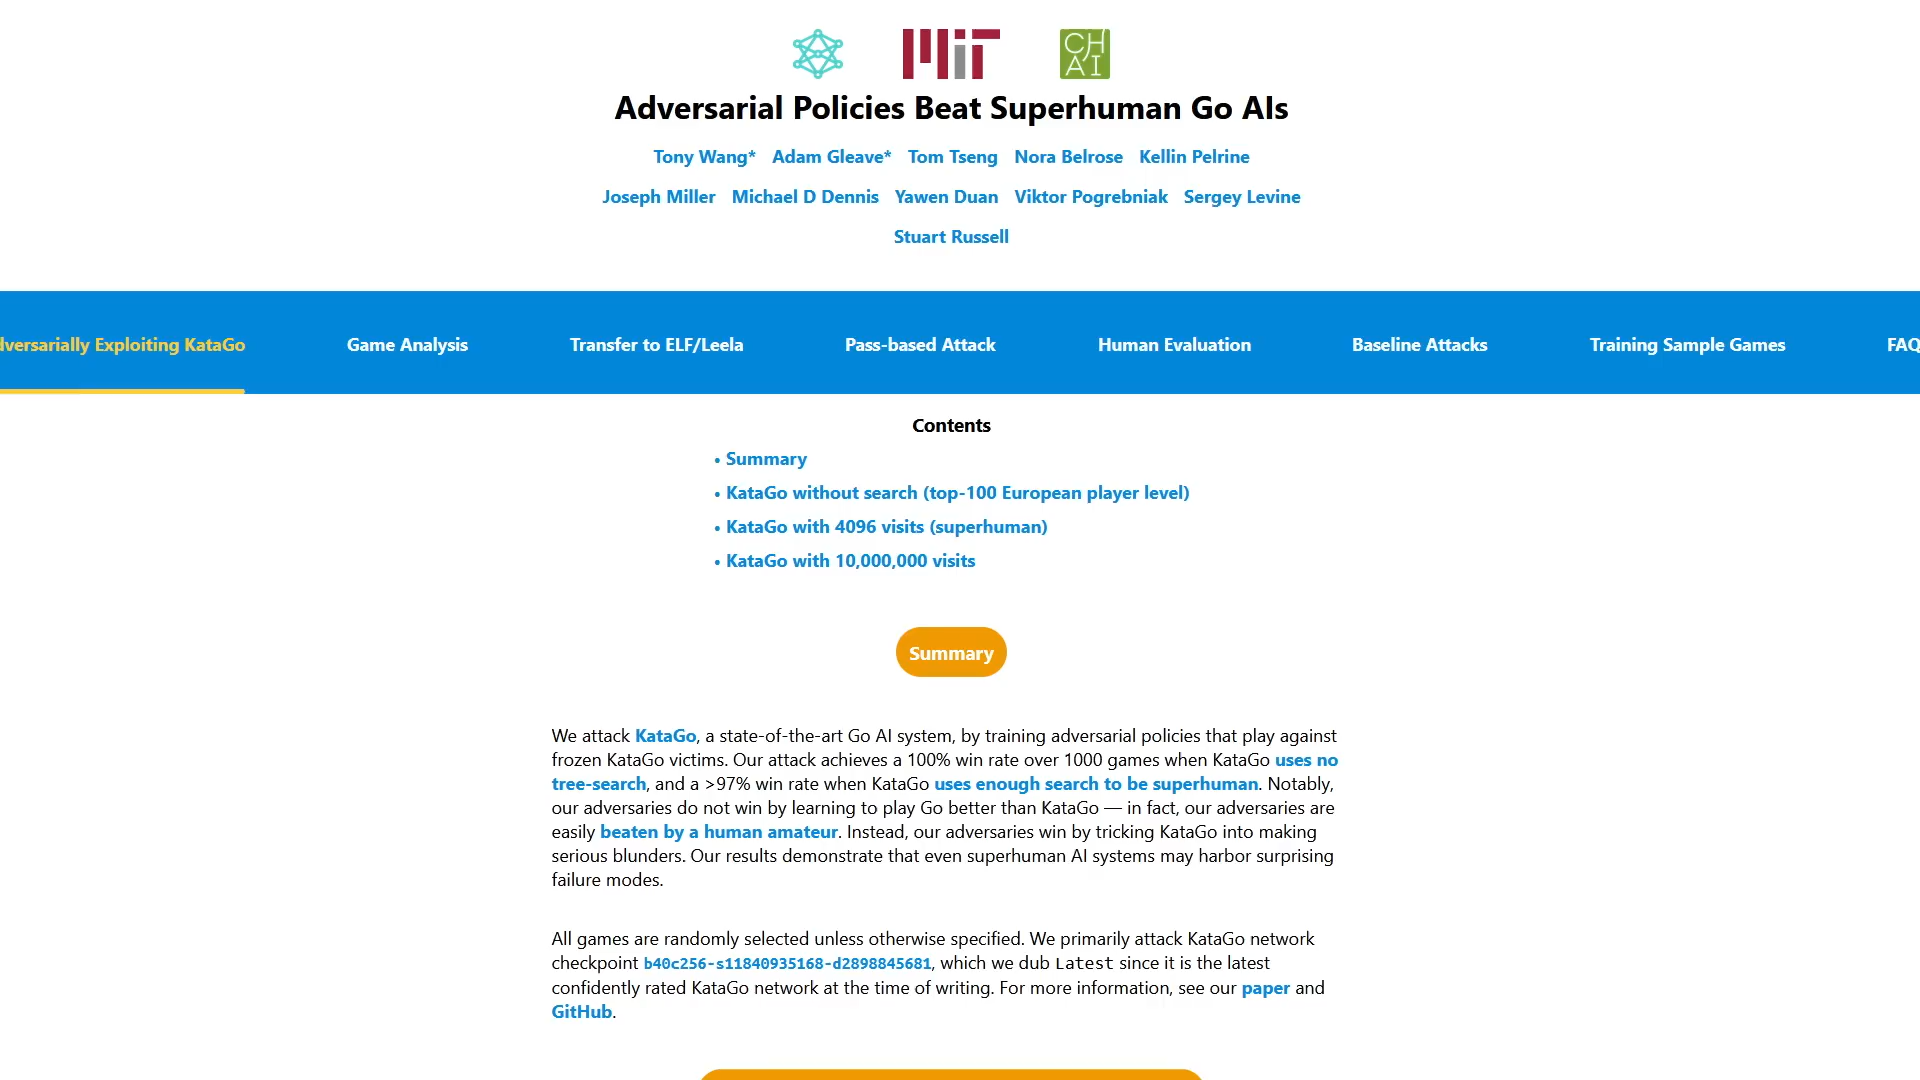 MIT
CH
AI
Adversarial Policies Beat Superhuman Go AIs
Tony Wang* Adam Gleave* Tom Tseng Nora Belrose Kellin Pelrine
Joseph Miller Michael D Dennis Yawen Duan Viktor Pogrebniak Sergey Levine
Stuart Russell
dversarially Exploiting KataGo Game Analysis Transfer to ELF/Leela Pass-based Attack Human Evaluation Baseline Attacks Training Sample Games FAQ
Contents
• Summary
• KataGo without search (top-100 European player level)
• KataGo with 4096 visits (superhuman)
• KataGo with 10,000,000 visits
Summary
We attack KataGo, a state-of-the-art Go AI system, by training adversarial policies that play against
frozen KataGo victims. Our attack achieves a 100% win rate over 1000 games when KataGo uses no
tree-search, and a >97% win rate when KataGo uses enough search to be superhuman. Notably,
our adversaries do not win by learning to play Go better than KataGo — in fact, our adversaries are
easily beaten by a human amateur. Instead, our adversaries win by tricking KataGo into making
serious blunders. Our results demonstrate that even superhuman AI systems may harbor surprising
failure modes.
All games are randomly selected unless otherwise specified. We primarily attack KataGo network
checkpoint b40c256-s11840935168-d2898845681, which we dub Latest since it is the latest
confidently rated KataGo network at the time of writing. For more information, see our paper and
GitHub.